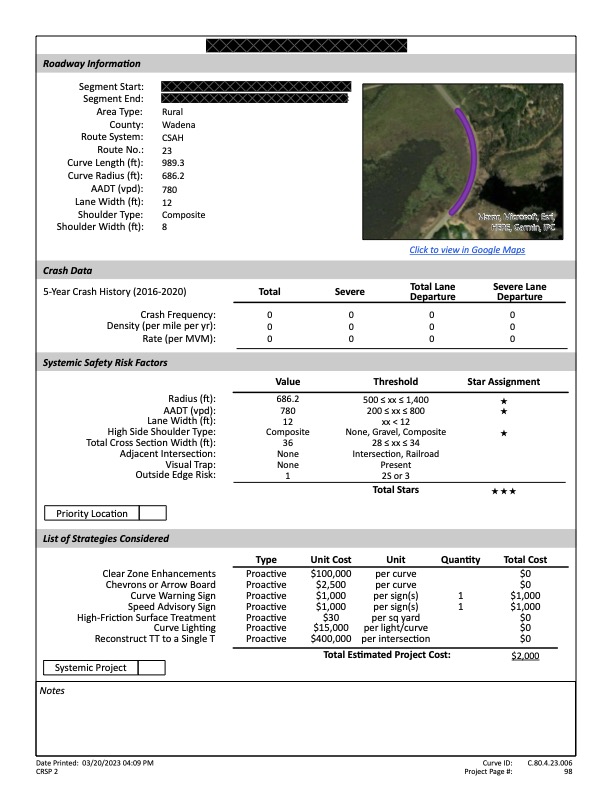 Roadway Information
Segment Start:
Segment End:
Area Type: Rural
County: Wadena
Route System: CSAH
Route No.: 23
Curve Length (ft): 989.3
Curve Radius (ft): 686.2
AADT (vpd): 780
Lane Width (ft): 12
Shoulder Type: Composite
Shoulder Width (ft): 8
Maxar, Microsoft, Esri,
HERE, Garmin, iPC
Click to view in Google Maps
Crash Data
5-Year Crash History (2016-2020) Total Severe Total Lane Departure Severe Lane Departure
Crash Frequency: 0 0 0 0
Density (per mile per yr): 0 0 0 0
Rate (per MVM): 0 0 0 0
Systemic Safety Risk Factors
Value Threshold Star Assignment
Radius (ft): 686.2 500 ≤ xx ≤ 1,400 ★
AADT (vpd): 780 200 ≤ xx ≤ 800 ★
Lane Width (ft): 12 xx < 12
High Side Shoulder Type: Composite None, Gravel, Composite ★
Total Cross Section Width (ft): 36 28 ≤ xx ≤ 34
Adjacent Intersection: None Intersection, Railroad
Visual Trap: None Present
Outside Edge Risk: 1 2S or 3
Total Stars ★★★
Priority Location
List of Strategies Considered
Type Unit Cost Unit Quantity Total Cost
Clear Zone Enhancements Proactive $100,000 per curve $0
Chevrons or Arrow Board Proactive $2,500 per curve $0
Curve Warning Sign Proactive $1,000 per sign(s) 1 $1,000
Speed Advisory Sign Proactive $1,000 per sign(s) 1 $1,000
High-Friction Surface Treatment Proactive $30 per sq yard $0
Curve Lighting Proactive $15,000 per light/curve $0
Reconstruct TT to a Single T Proactive $400,000 per intersection $0
Total Estimated Project Cost: $2,000
Systemic Project
Notes
Date Printed: 03/20/2023 04:09 PM Curve ID: C.80.4.23.006
CRSP 2 Project Page #: 98